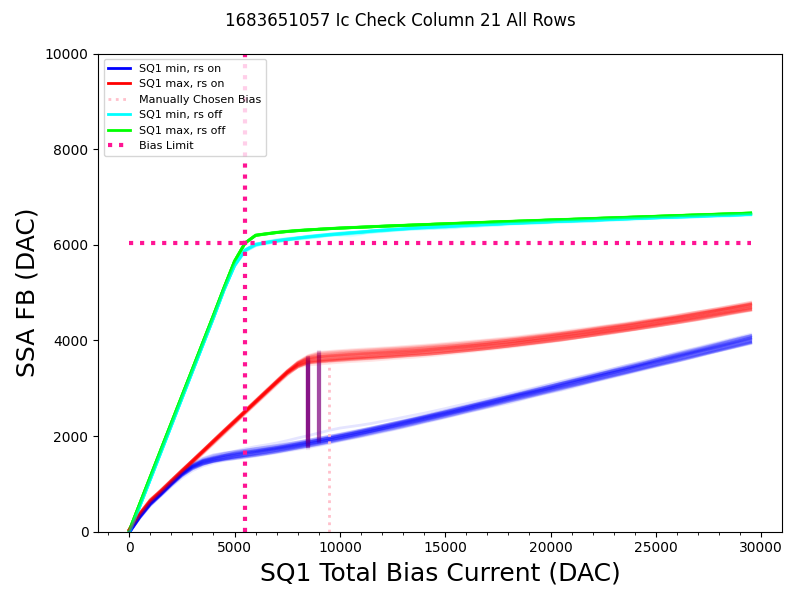 1683651057 Ic Check Column 21 All Rows
SQ1 min, rs on
SQ1 max, rs on
Manually Chosen Bias
SQ1 min, rs off
SQ1 max, rs off
Bias Limit
SSA FB (DAC)
10000
8000
6000
4000
2000
0
0 5000 10000 15000 20000 25000 30000
SQ1 Total Bias Current (DAC)